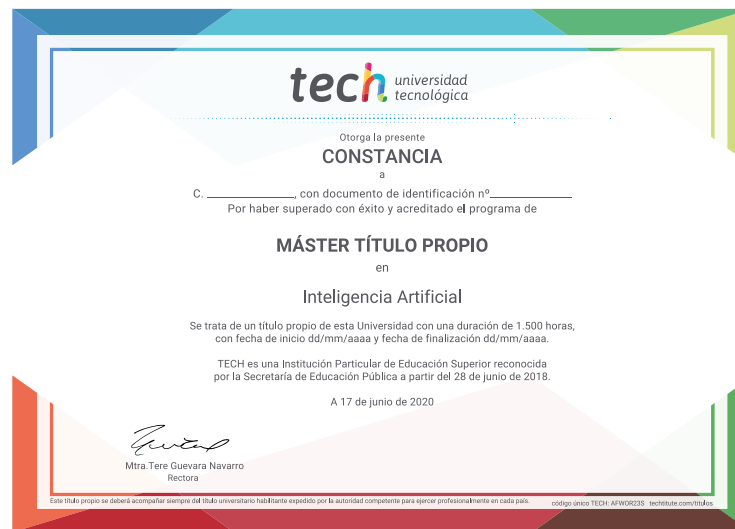 tech universidad
tecnológica
Otorga la presente
CONSTANCIA
a
C. ______________, con documento de identificación nº_____________
Por haber superado con éxito y acreditado el programa de
MÁSTER TÍTULO PROPIO
en
Inteligencia Artificial
Se trata de un título propio de esta Universidad con una duración de 1.500 horas,
con fecha de inicio dd/mm/aaaa y fecha de finalización dd/mm/aaaa.
TECH es una Institución Particular de Educación Superior reconocida
por la Secretaría de Educación Pública a partir del 28 de junio de 2018.
A 17 de junio de 2020
Mtra.Tere Guevara Navarro
Rectora
Este título propio se deberá acompañar siempre del título universitario habilitante expedido por la autoridad competente para ejercer profesionalmente en cada país.
código único TECH: AFWOR23S techtitute.com/títulos